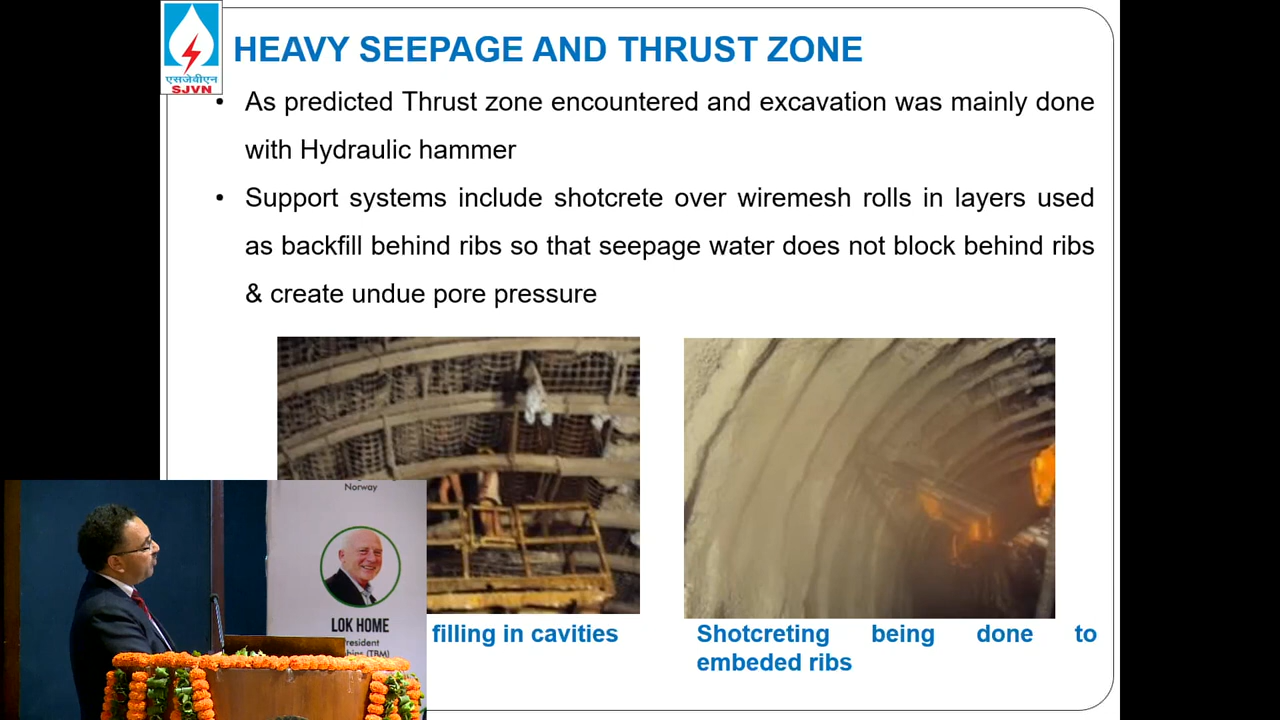 एसजेवीएन
SJVN
HEAVY SEEPAGE AND THRUST ZONE
• As predicted Thrust zone encountered and excavation was mainly done
with Hydraulic hammer
• Support systems include shotcrete over wiremesh rolls in layers used
as backfill behind ribs so that seepage water does not block behind ribs
& create undue pore pressure
filling in cavities
Shotcreting being done to
embeded ribs
Norway
LOK HOME
(TBM)